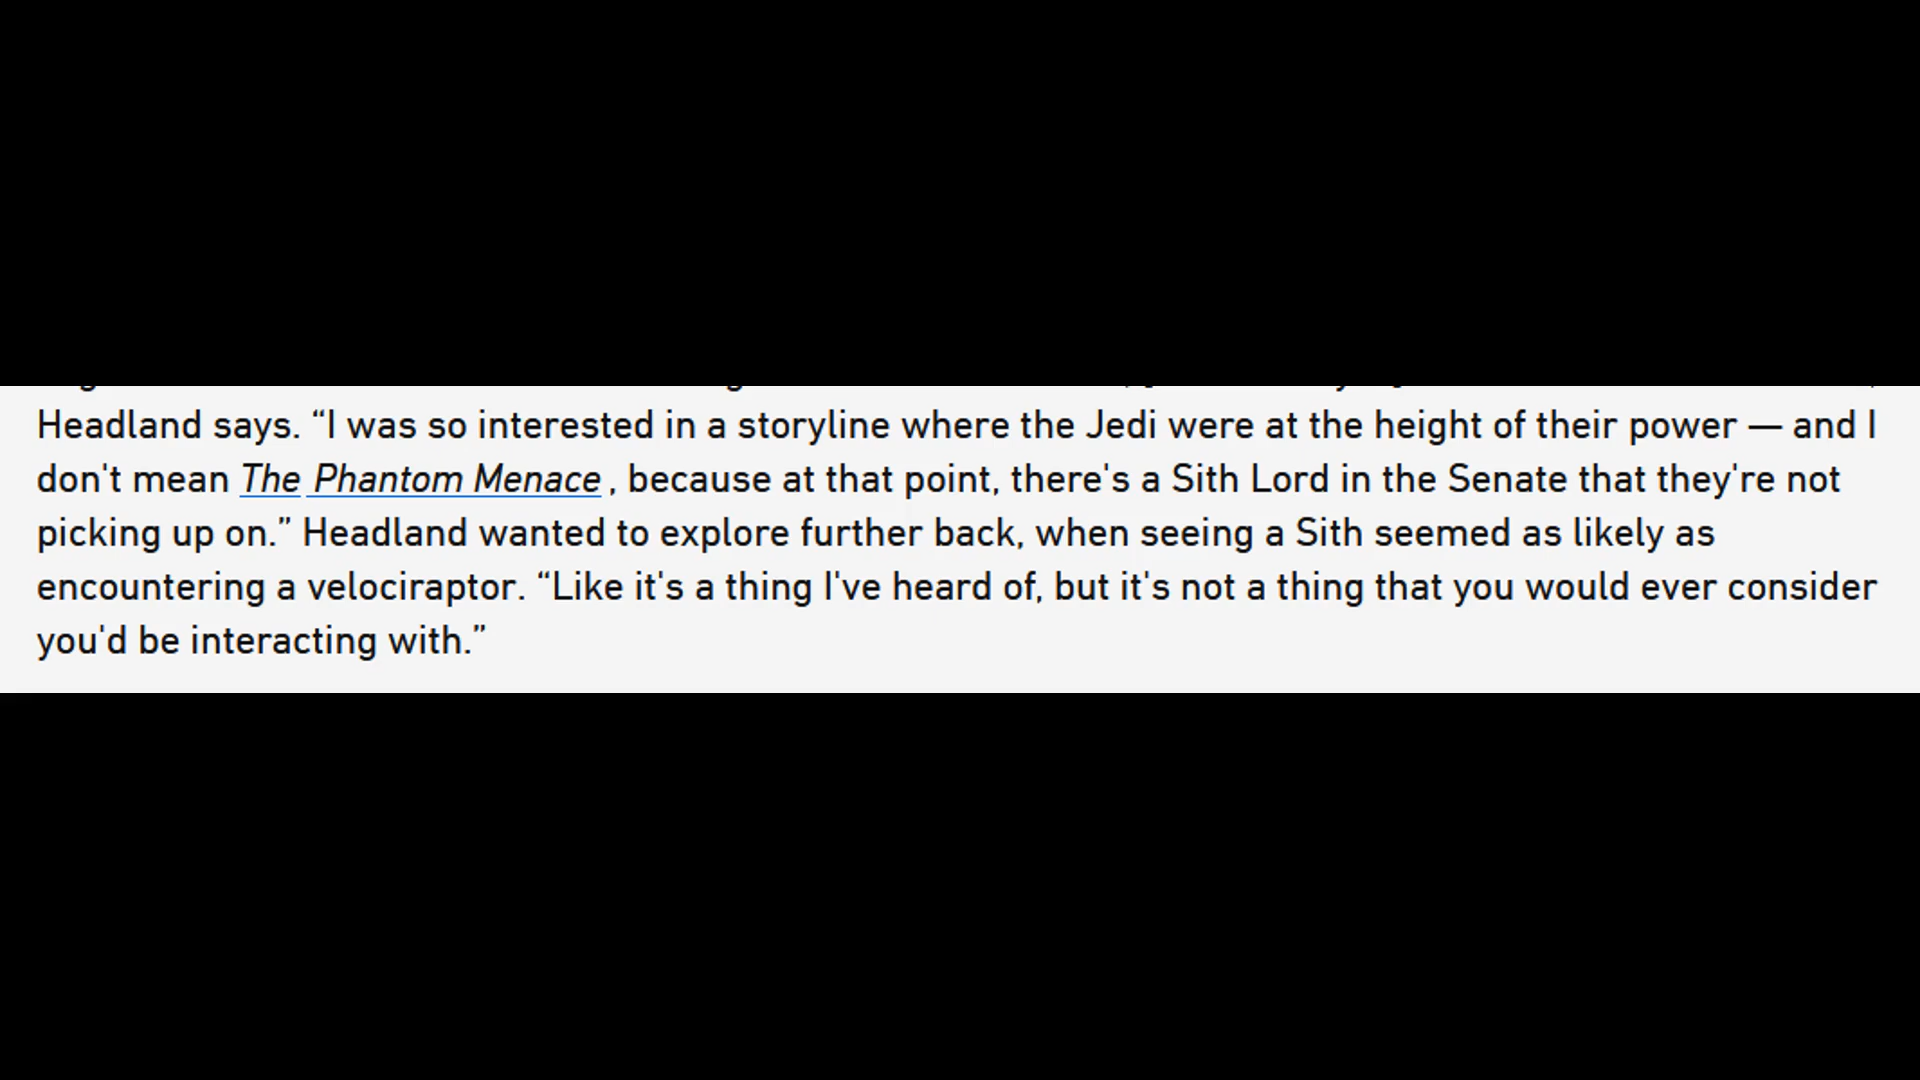 Headland says. “I was so interested in a storyline where the Jedi were at the height of their power — and I
don't mean The Phantom Menace , because at that point, there's a Sith Lord in the Senate that they're not
picking up on.” Headland wanted to explore further back, when seeing a Sith seemed as likely as
encountering a velociraptor. “Like it's a thing I've heard of, but it's not a thing that you would ever consider
you'd be interacting with.”